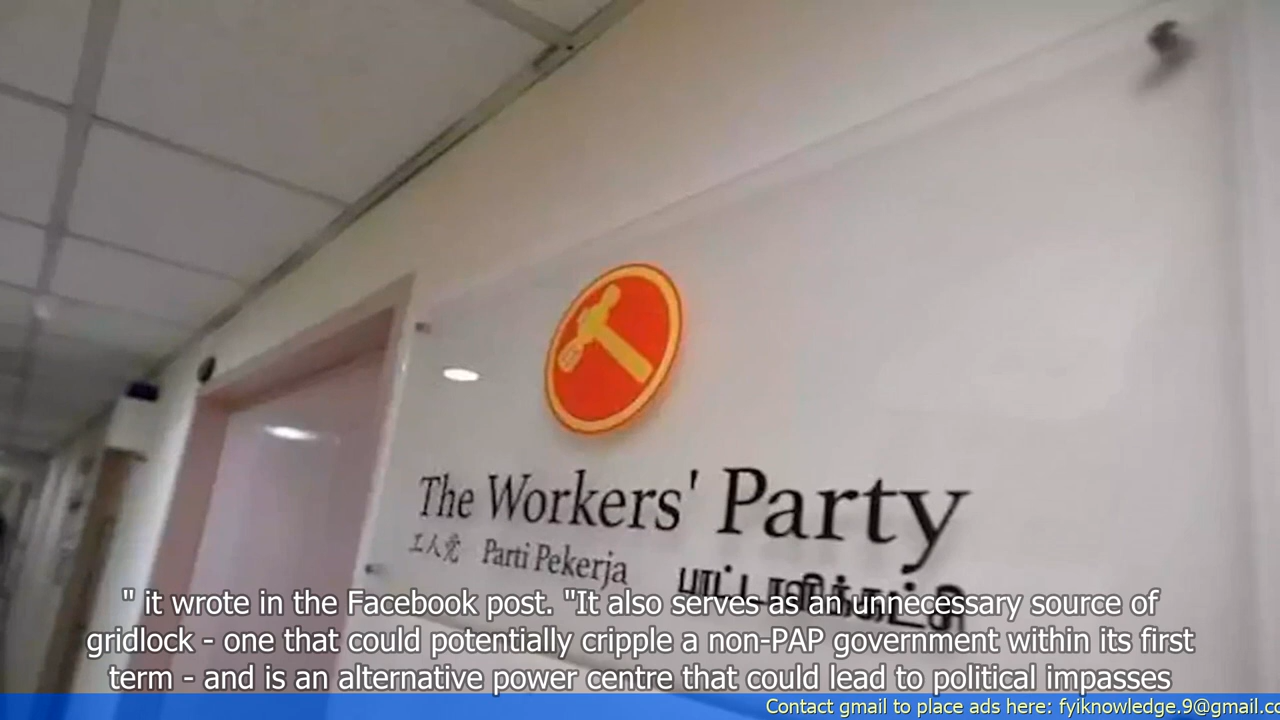 The Workers' Party
工人党 Parti Pekerja பாட்டாளிக்கட்சி
" it wrote in the Facebook post. "It also serves as an unnecessary source of
gridlock - one that could potentially cripple a non-PAP government within its first
term - and is an alternative power centre that could lead to political impasses
Contact gmail to place ads here: fyiknowledge.9@gmail.co